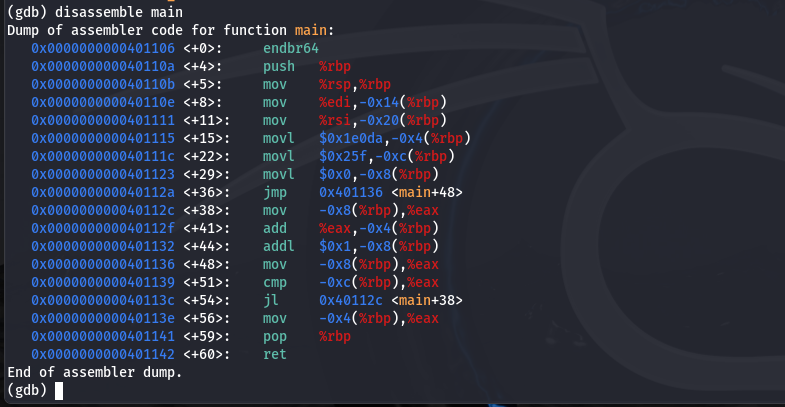 (gdb) disassemble main
Dump of assembler code for function main:
   0x0000000000401106 <+0>:     endbr64
   0x000000000040110a <+4>:     push   %rbp
   0x000000000040110b <+5>:     mov    %rsp,%rbp
   0x000000000040110e <+8>:     mov    %edi,-0x14(%rbp)
   0x0000000000401111 <+11>:    mov    %rsi,-0x20(%rbp)
   0x0000000000401115 <+15>:    movl   $0x1e0da,-0x4(%rbp)
   0x000000000040111c <+22>:    movl   $0x25f,-0xc(%rbp)
   0x0000000000401123 <+29>:    movl   $0x0,-0x8(%rbp)
   0x000000000040112a <+36>:    jmp    0x401136 <main+48>
   0x000000000040112c <+38>:    mov    -0x8(%rbp),%eax
   0x000000000040112f <+41>:    add    %eax,-0x4(%rbp)
   0x0000000000401132 <+44>:    addl   $0x1,-0x8(%rbp)
   0x0000000000401136 <+48>:    mov    -0x8(%rbp),%eax
   0x0000000000401139 <+51>:    cmp    -0xc(%rbp),%eax
   0x000000000040113c <+54>:    jl     0x40112c <main+38>
   0x000000000040113e <+56>:    mov    -0x4(%rbp),%eax
   0x0000000000401141 <+59>:    pop    %rbp
   0x0000000000401142 <+60>:    ret
End of assembler dump.
(gdb)